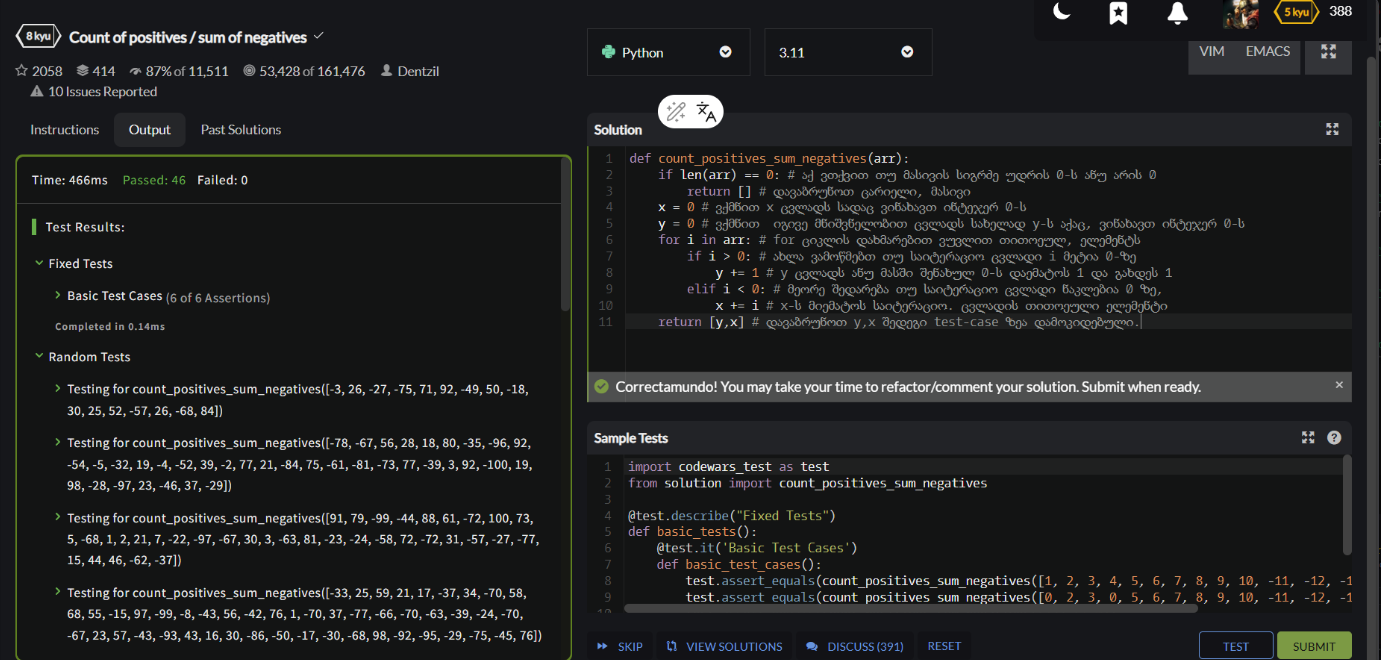 8 kyu
Count of positives / sum of negatives
2058 414 87% of 11,511 53,428 of 161,476 Dentzil
10 Issues Reported
Instructions Output Past Solutions
Time: 466ms Passed: 46 Failed: 0
Test Results:
Fixed Tests
Basic Test Cases (6 of 6 Assertions)
Completed in 0.14ms
Random Tests
Testing for count_positives_sum_negatives([-3, 26, -27, -75, 71, 92, -49, 50, -18,
30, 25, 52, -57, 26, -68, 84])
Testing for count_positives_sum_negatives([-78, -67, 56, 28, 18, 80, -35, -96, 92,
-54, -5, -32, 19, -4, -52, 39, -2, 77, 21, -84, 75, -61, -81, -73, 77, -39, 3, 92, -100, 19,
98, -28, -97, 23, -46, 37, -29])
Testing for count_positives_sum_negatives([91, 79, -99, -44, 88, 61, -72, 100, 73,
5, -68, 1, 2, 21, 7, -22, -97, -67, 30, 3, -63, 81, -23, -24, -58, 72, -72, 31, -57, -27, -77,
15, 44, 46, -62, -37])
Testing for count_positives_sum_negatives([-33, 25, 59, 21, 17, -37, 34, -70, 58,
68, 55, -15, 97, -99, -8, -43, 56, -42, 76, 1, -70, 37, -77, -66, -70, -63, -39, -24, -70,
-67, 23, 57, -43, -93, 43, 16, 30, -86, -50, -17, -30, -68, 98, -92, -95, -29, -75, -45, 76])
5 kyu 388
Python 3.11
VIM EMACS
Solution
1 def count_positives_sum_negatives(arr):
2 if len(arr) == 0: # აქ ვთქვით თუ მასივის სიგრძე უდრის 0-ს ანუ არის 0
3 return [] # დავაბრუნოთ ცარიელი, მასივი
4 x = 0 # ვქმნით x ცვლადს სადაც ვინახავთ ინტეჯერ 0-ს
5 y = 0 # ვქმნით იგივე მნიშვნელობით ცვლადს სახელად y-ს აქაც, ვინახავთ ინტეჯერ 0-ს
6 for i in arr: # for ციკლის დახმარებით ვუვლით თითოეულ, ელემენტს
7 if i > 0: # ახლა ვამოწმებთ თუ საიტერაციო ცვლადი i მეტია 0-ზე
8 y += 1 # y ცვლადს ანუ მასში შენახულ 0-ს დაემატოს 1 და გახდეს 1
9 elif i < 0: # მეორე შედარება თუ საიტერაციო ცვლადი ნაკლებია 0 ზე,
10 x += i # x-ს მიემატოს საიტერაციო. ცვლადის თითოეული ელემენტი
11 return [y,x] # დავაბრუნოთ y,x შედეგი test-case ზეა დამოკიდებული.
Correctamundo! You may take your time to refactor/comment your solution. Submit when ready.
Sample Tests
1 import codewars_test as test
2 from solution import count_positives_sum_negatives
3
4 @test.describe("Fixed Tests")
5 def basic_tests():
6 @test.it('Basic Test Cases')
7 def basic_test_cases():
8 test.assert_equals(count_positives_sum_negatives([1, 2, 3, 4, 5, 6, 7, 8, 9, 10, -11, -12, -1
9 test.assert_equals(count_positives_sum_negatives([0, 2, 3, 0, 5, 6, 7, 8, 9, 10, -11, -12, -1
SKIP VIEW SOLUTIONS DISCUSS (391) RESET TEST SUBMIT